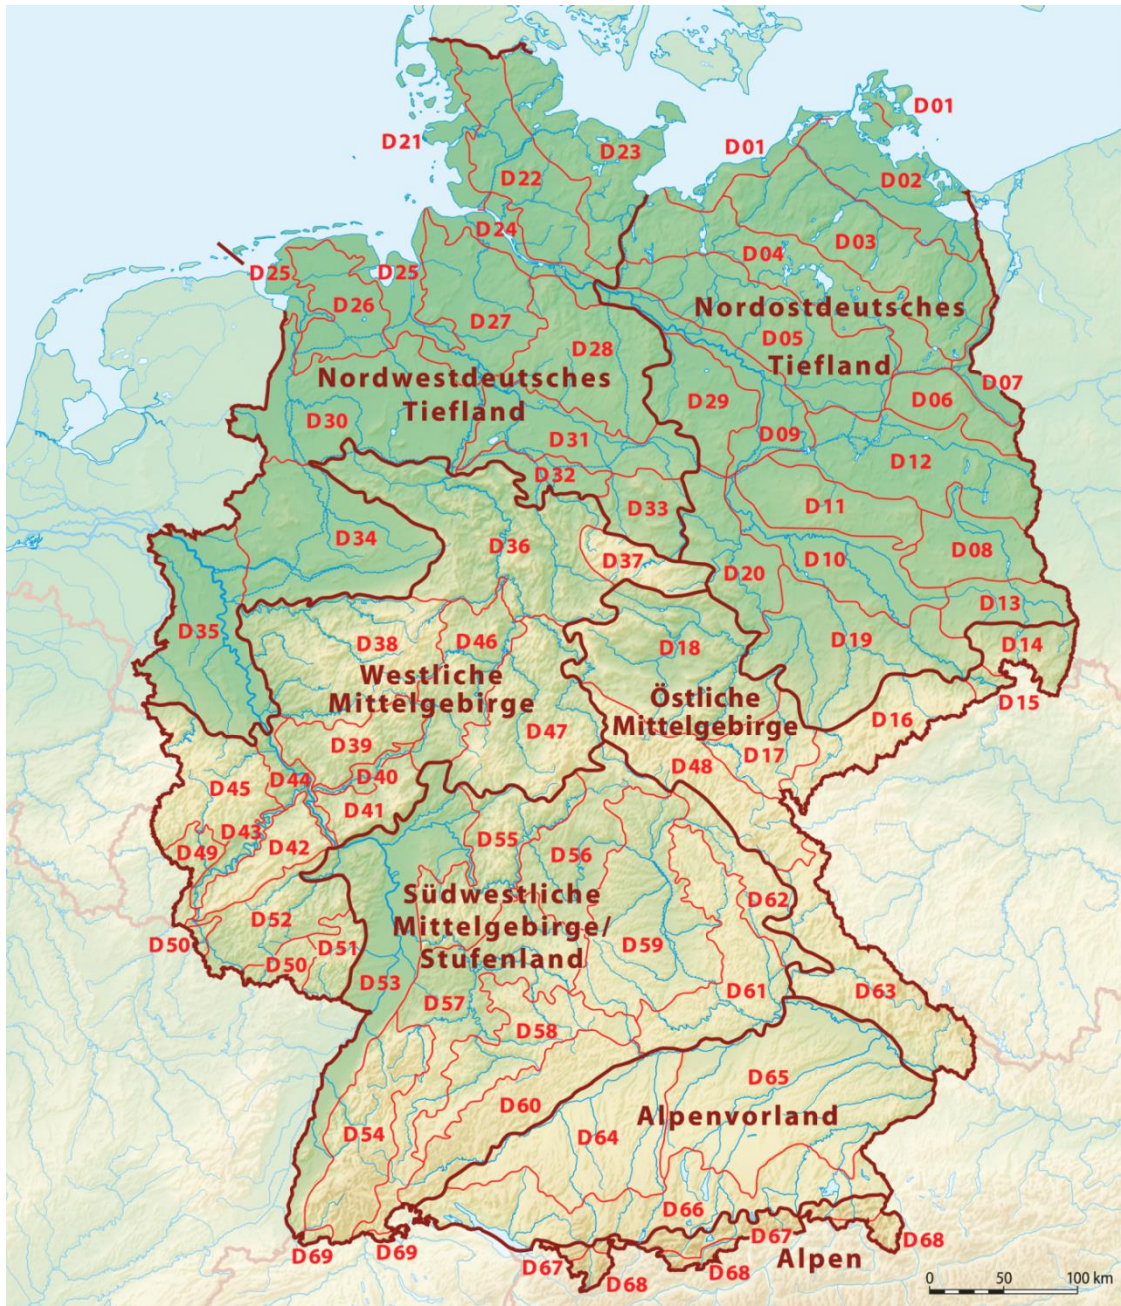 D01
D01
D21
D23
D02
D22
D24
D03
D04
D25
D25
D26
Nordostdeutsches
D27
D05
D28
Tiefland
Nordwestdeutsches
D07
Tiefland
D29
D06
D30
D31
D09
D12
D32
D33
D11
D34
D36
D37
D10
D08
D20
D13
D35
D38
D46
D18
D19
D14
Westliche
Mittelgebirge
Östliche
Mittelgebirge
D15
D16
D39
D47
D17
D48
D44
D40
D45
D41
D43
D42
D49
D55
D56
Südwestliche
Mittelgebirge/
Stufenland
D62
D52
D50
D51
D59
D50
D53
D57
D61
D63
D58
D65
D60
Alpenvorland
D54
D64
D66
D69
D69
D67
D68
D68
D67
Alpen
D68
0 50 100 km